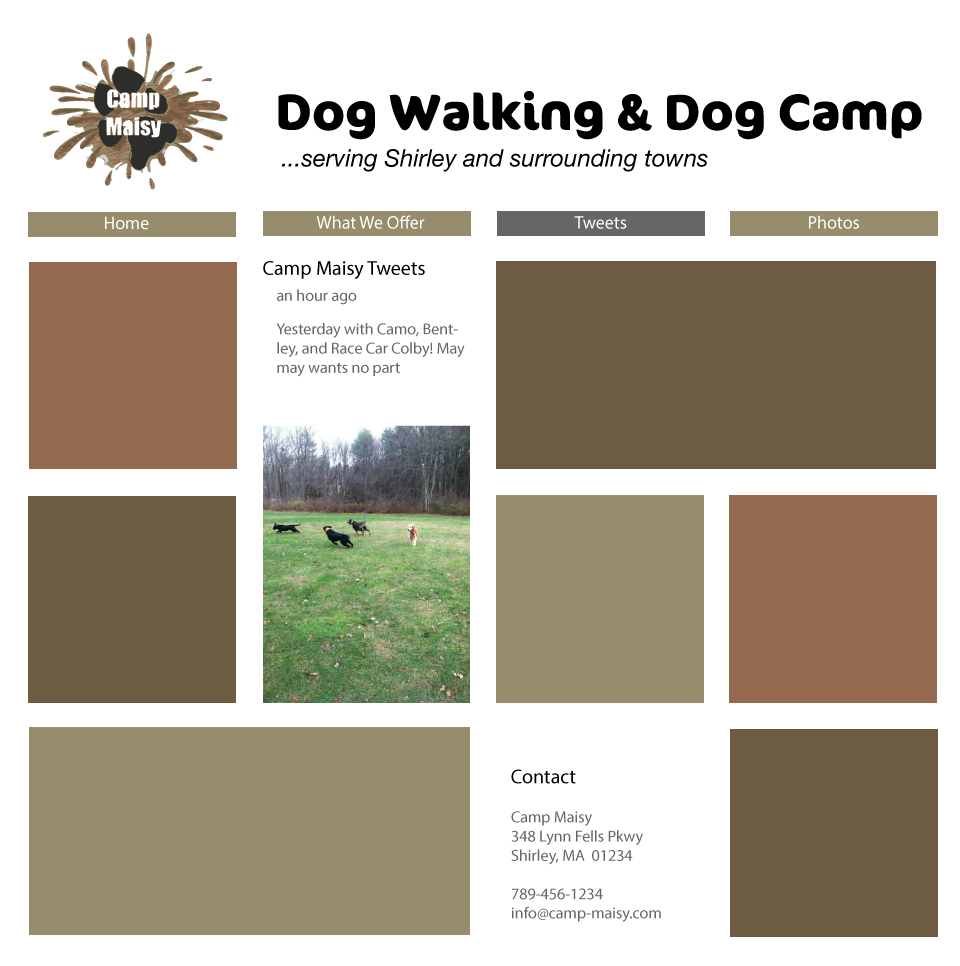 Camp
Maisy
Dog Walking & Dog Camp
...serving Shirley and surrounding towns
Home
What We Offer
Tweets
Photos
Camp Maisy Tweets
an hour ago
Yesterday with Camo, Bent-
ley, and Race Car Colby! May
may wants no part
Contact
Camp Maisy
348 Lynn Fells Pkwy
Shirley, MA  01234
789-456-1234
info@camp-maisy.com